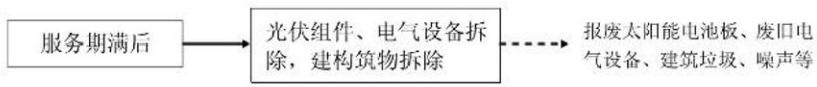 服务期满后
光伏组件、电气设备拆
除，建构筑物拆除
报废太阳能电池板、废旧电
气设备、建筑垃圾、噪声等